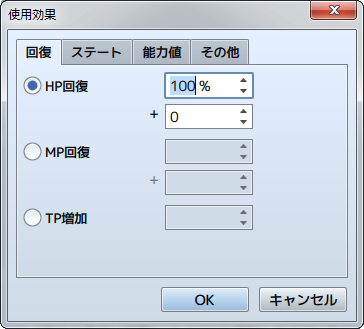 使用効果
回復 ステート 能力値 その他
HP回復 100 %
+ 0
MP回復
+
TP増加
OK キャンセル